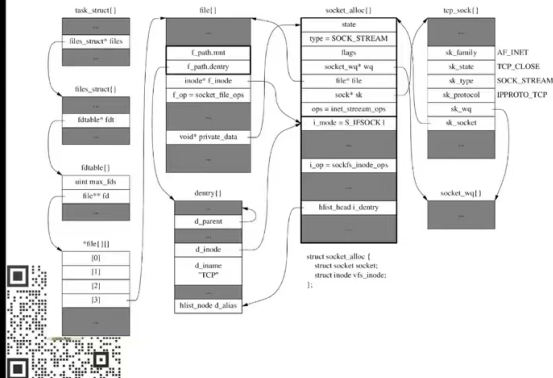 task_struct{}
...
files_struct* files
...
files_struct{}
...
fdtable* fdt
...
fdtable{}
uint max_fds
file** fd
...
*file[][]
[0]
[1]
[2]
[3]
...
file{}
...
f_path.mnt
f_path.dentry
inode* f_inode
f_op = socket_file_ops
...
void* private_data
...
dentry{}
...
d_parent
...
d_inode
d_iname
"TCP"
...
hlist_node d_alias
socket_alloc{}
state
type = SOCK_STREAM
flags
socket_wq* wq
file* file
sock* sk
ops = inet_streeam_ops
i_mode = S_IFSOCK |
...
i_op = sockfs_inode_ops
...
hlist_head i_dentry
...
struct socket_alloc {
struct socket socket;
struct inode vfs_inode;
};
tcp_sock{}
...
sk_family AF_INET
sk_state TCP_CLOSE
sk_type SOCK_STREAM
sk_protocol IPPROTO_TCP
sk_wq
sk_socket
...
socket_wq{}
...